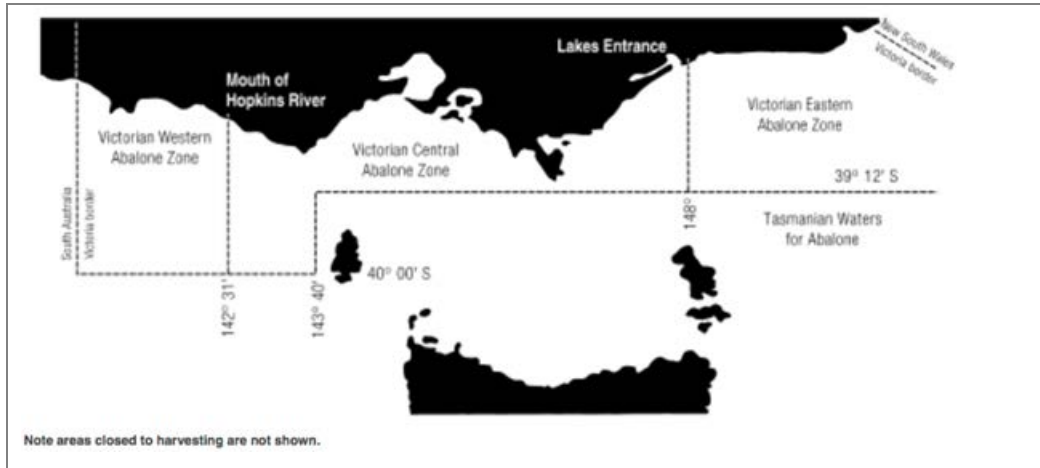 New South Wales
Victoria border
Lakes Entrance
Mouth of
Hopkins River
Victorian Eastern
Abalone Zone
Victorian Western
Abalone Zone
Victorian Central
Abalone Zone
39° 12' S
South Australia
Victoria border
148°
Tasmanian Waters
for Abalone
40° 00' S
142° 31'
143° 40'
Note areas closed to harvesting are not shown.